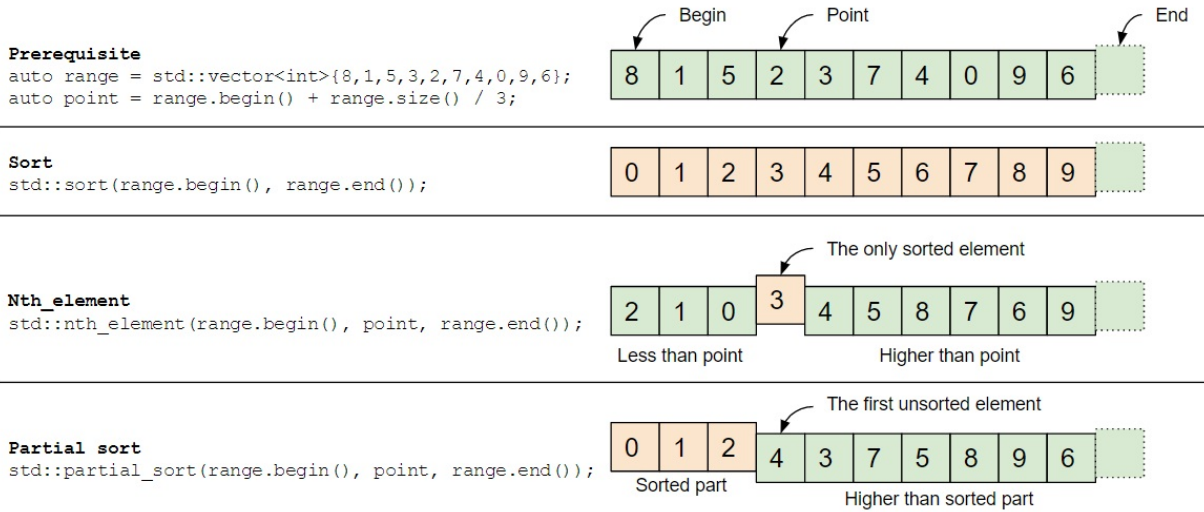 Begin Point End
Prerequisite
auto range = std::vector<int>{8,1,5,3,2,7,4,0,9,6};
auto point = range.begin() + range.size() / 3;
8 1 5 2 3 7 4 0 9 6
Sort
std::sort(range.begin(), range.end());
0 1 2 3 4 5 6 7 8 9
The only sorted element
Nth_element
std::nth_element(range.begin(), point, range.end());
2 1 0 3 4 5 8 7 6 9
Less than point Higher than point
The first unsorted element
Partial sort
std::partial_sort(range.begin(), point, range.end());
0 1 2 4 3 7 5 8 9 6
Sorted part Higher than sorted part